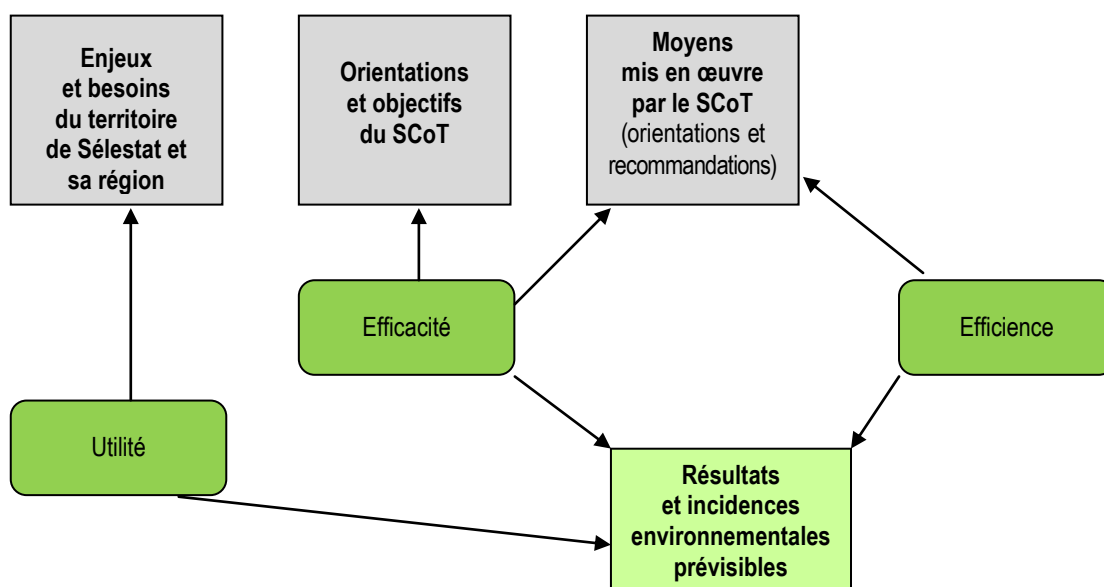 Enjeux
et besoins
du territoire
de Sélestat et
sa région
Orientations
et objectifs
du SCoT
Moyens
mis en œuvre
par le SCoT
(orientations et
recommandations)
Efficacité
Efficience
Utilité
Résultats
et incidences
environnementales
prévisibles